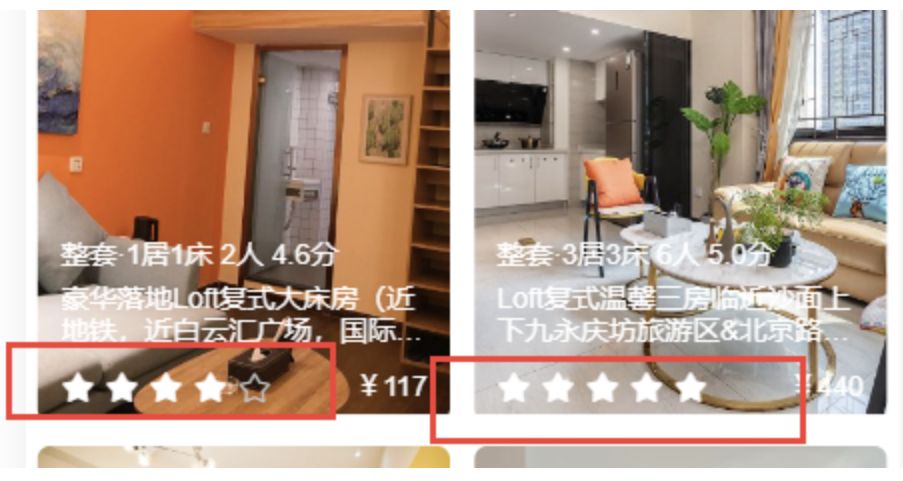 整套·1居1床 2人 4.6分
豪华落地Loft复式大床房（近
地铁，近白云汇广场，国际...
¥117
整套·3居3床 6人 5.0分
Loft复式温馨三房临近沙面上
下九永庆坊旅游区&北京路...
¥440